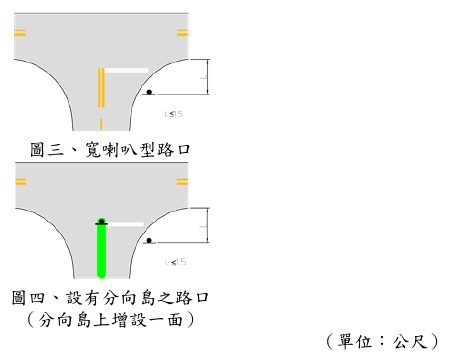 L
L≤15
圖三、寬喇叭型路口
L
L≤15
圖四、設有分向島之路口
（分向島上增設一面）
（單位：公尺）